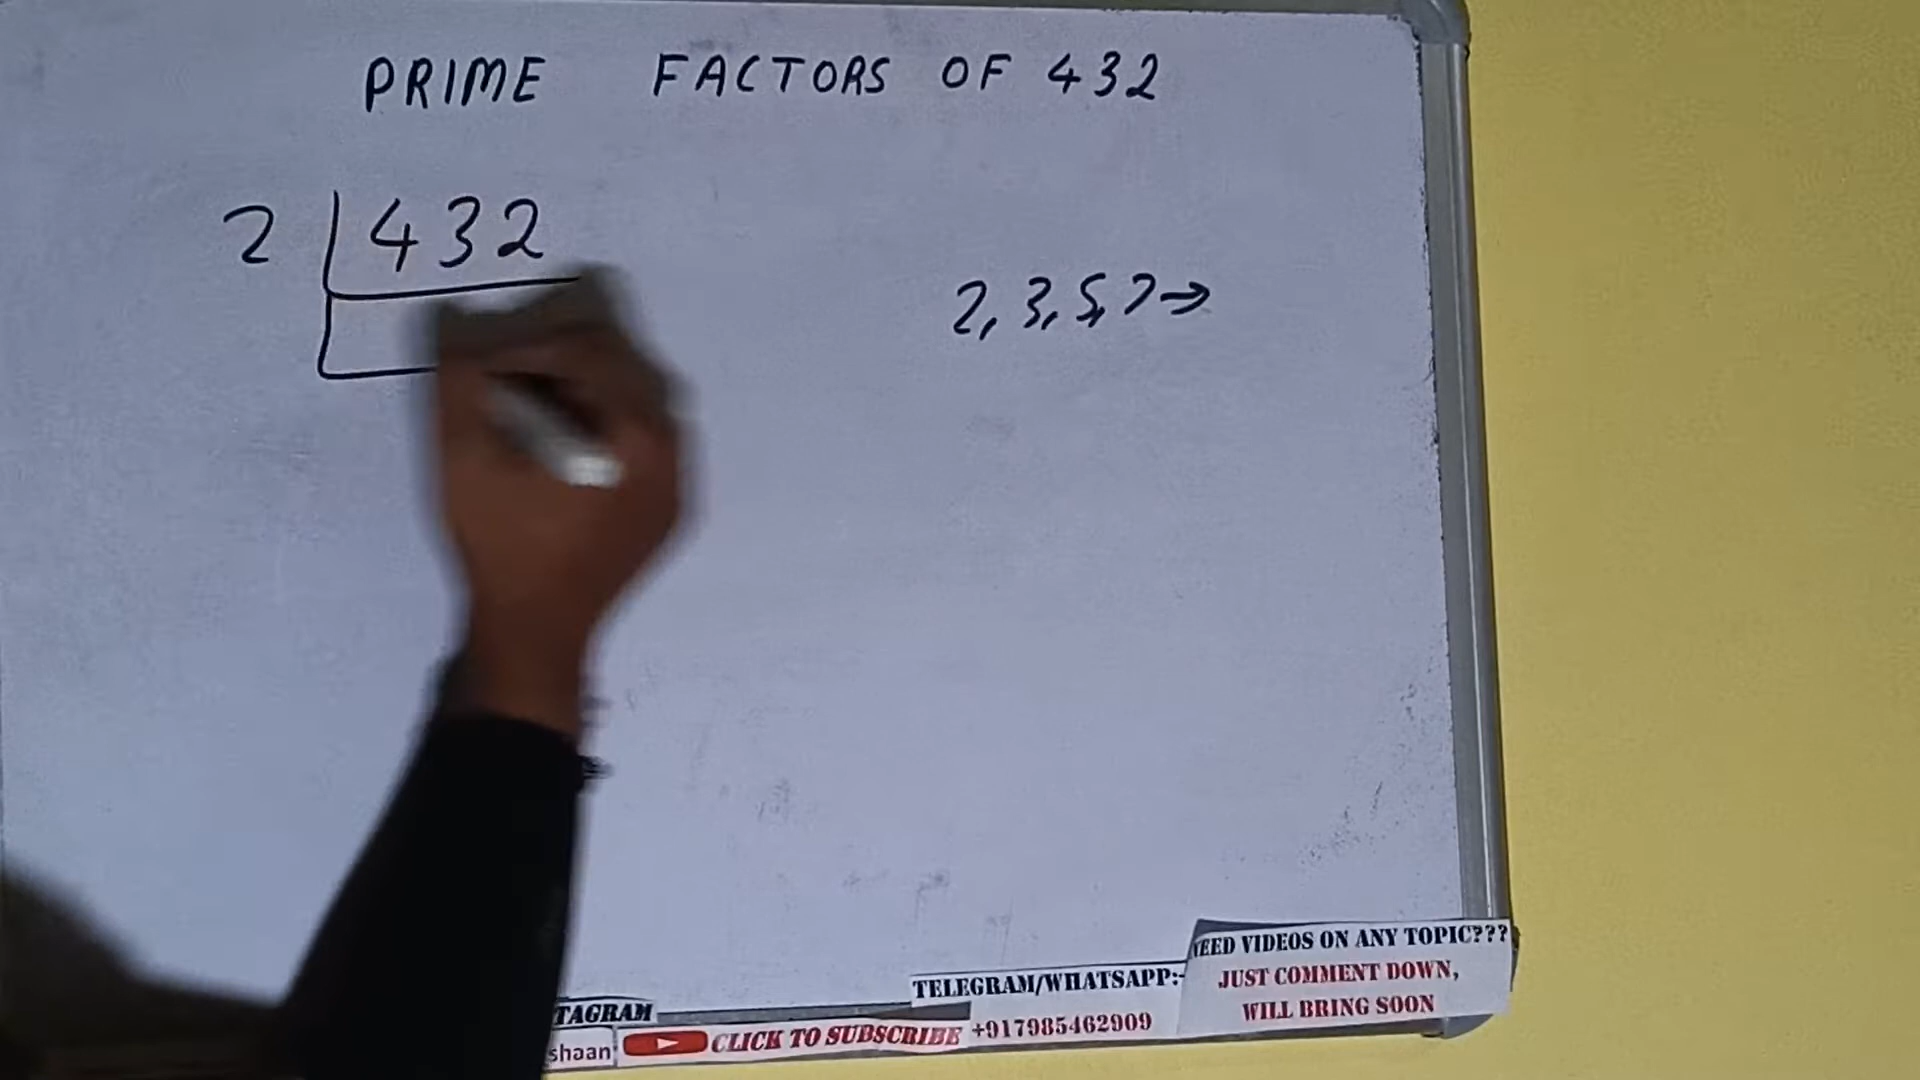 PRIME FACTORS OF 432
2 | 432
2, 3, 5, 7 →
TAGRAM
shaan
CLICK TO SUBSCRIBE
TELEGRAM/WHATSAPP:-
+917985462909
NEED VIDEOS ON ANY TOPIC???
JUST COMMENT DOWN,
WILL BRING SOON